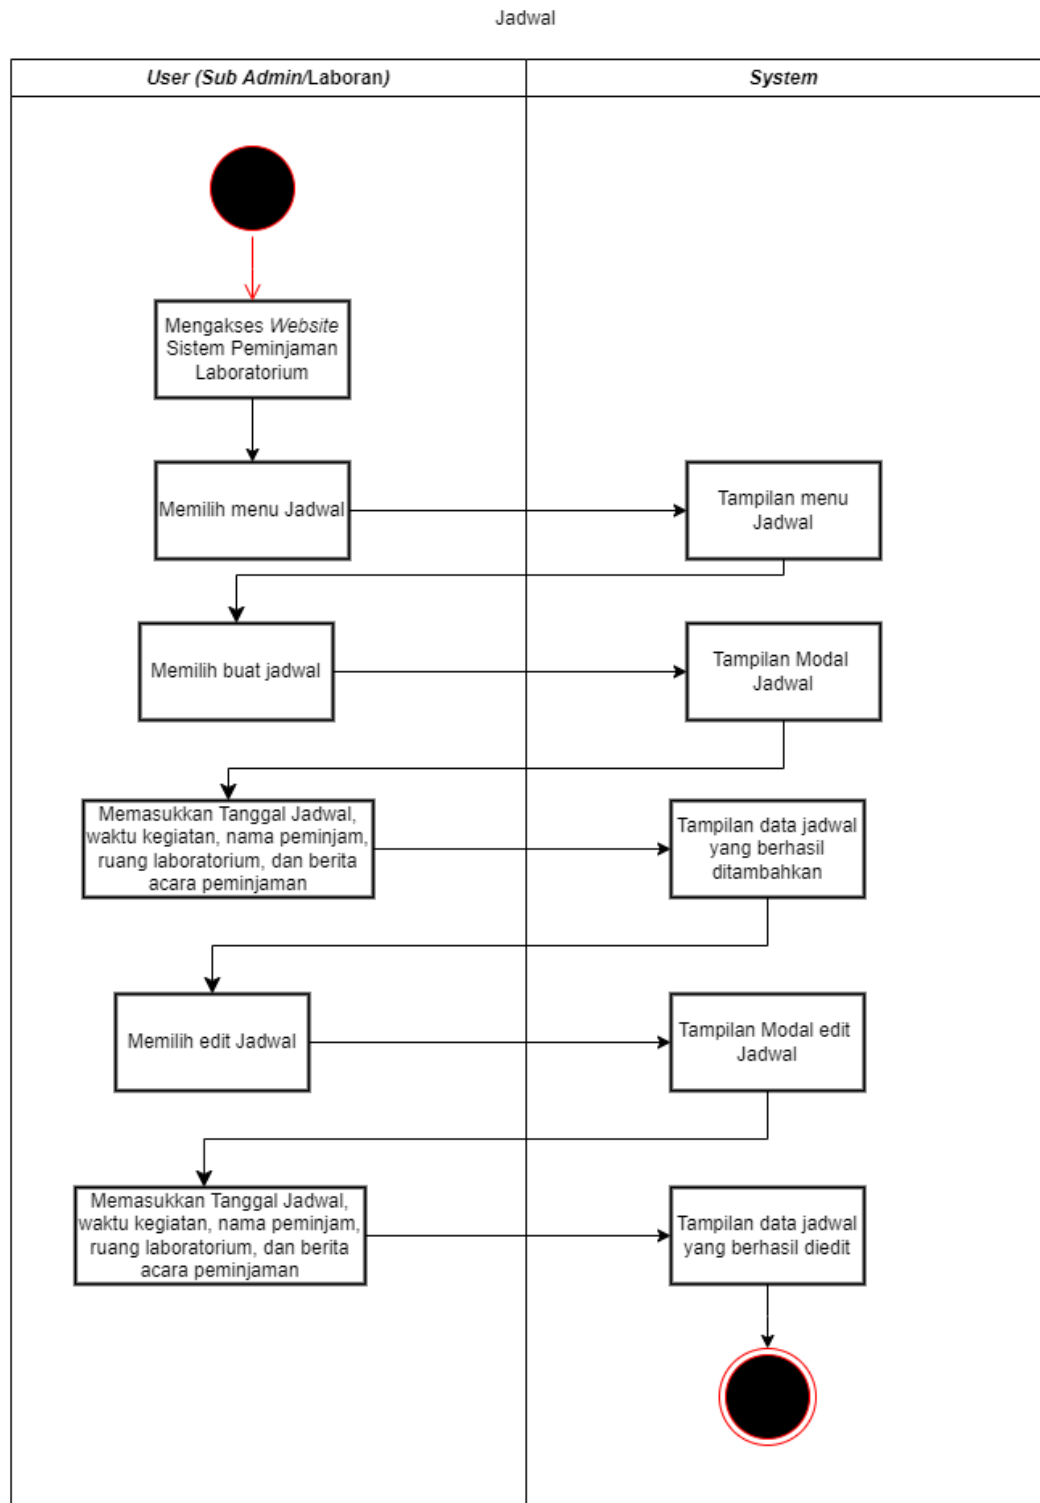 Jadwal
User (Sub Admin/Laboran)
System
Mengakses Website
Sistem Peminjaman
Laboratorium
Memilih menu Jadwal
Tampilan menu
Jadwal
Memilih buat jadwal
Tampilan Modal
Jadwal
Memasukkan Tanggal Jadwal,
waktu kegiatan, nama peminjam,
ruang laboratorium, dan berita
acara peminjaman
Tampilan data jadwal
yang berhasil
ditambahkan
Memilih edit Jadwal
Tampilan Modal edit
Jadwal
Memasukkan Tanggal Jadwal,
waktu kegiatan, nama peminjam,
ruang laboratorium, dan berita
acara peminjaman
Tampilan data jadwal
yang berhasil diedit